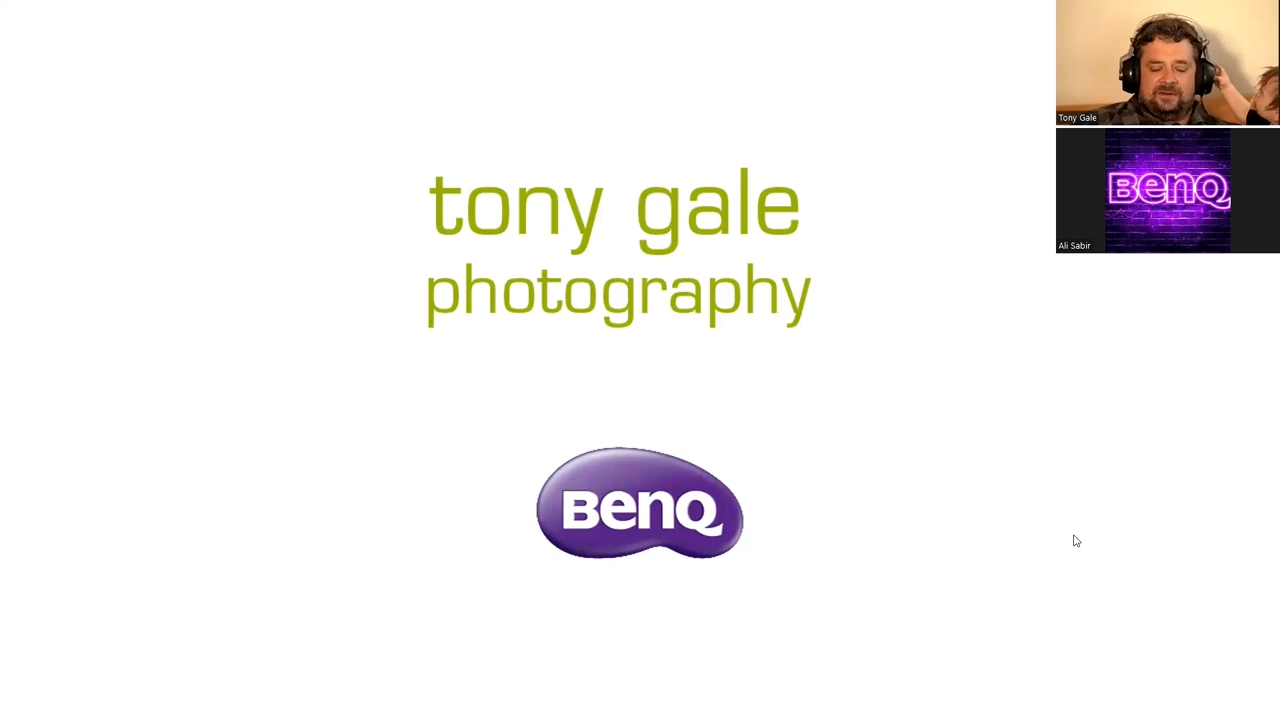 tony gale
photography
BenQ
Tony Gale
BenQ
Ali Sabir